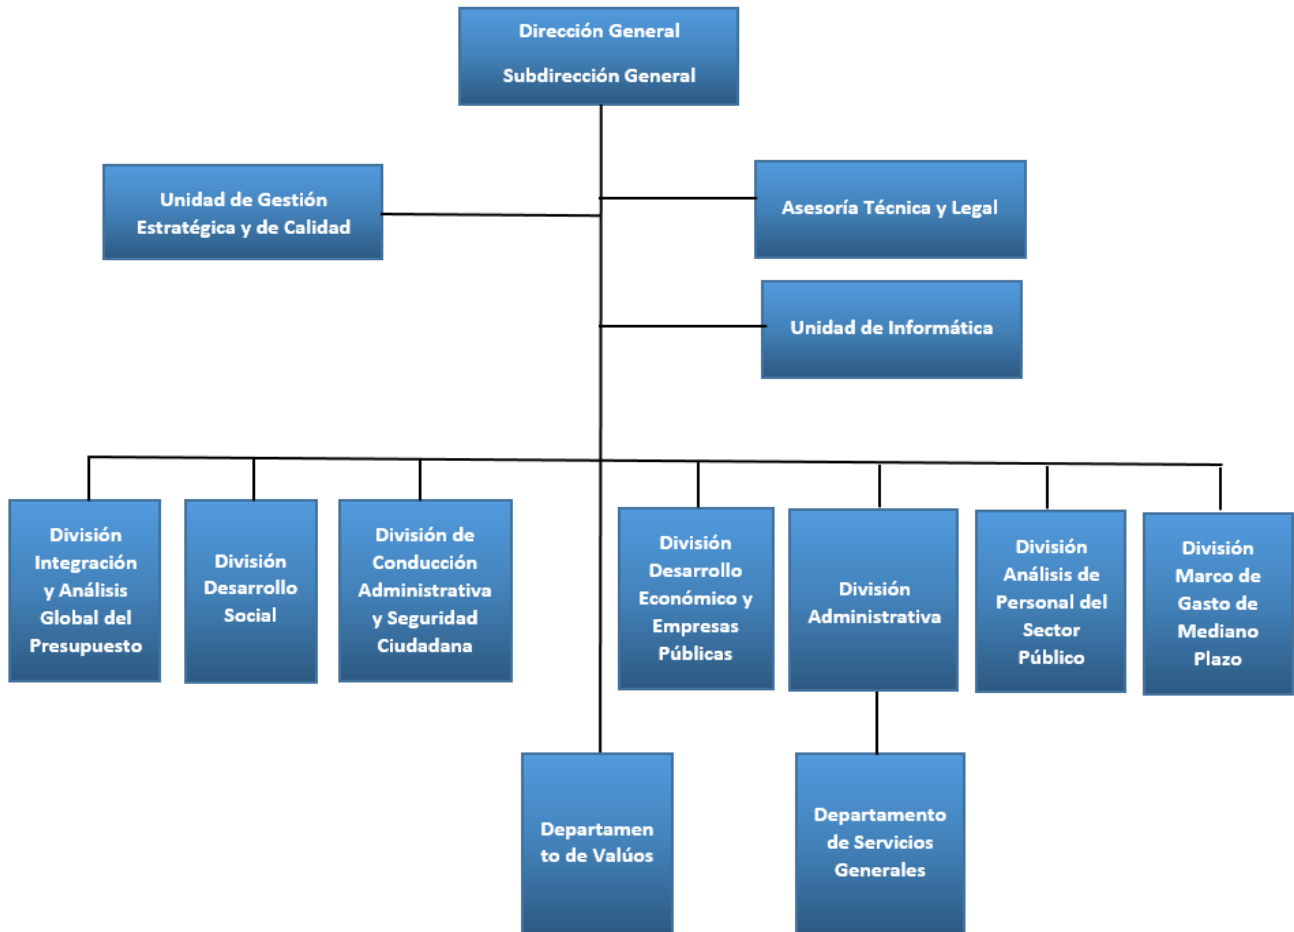 Dirección General
Subdirección General
Unidad de Gestión
Estratégica y de Calidad
Asesoría Técnica y Legal
Unidad de Informática
División
Integración
y Análisis
Global del
Presupuesto
División
Desarrollo
Social
División de
Conducción
Administrativa
y Seguridad
Ciudadana
División
Desarrollo
Económico y
Empresas
Públicas
División
Administrativa
División
Análisis de
Personal del
Sector
Público
División
Marco de
Gasto de
Mediano
Plazo
Departamen
to de Valúos
Departamento
de Servicios
Generales